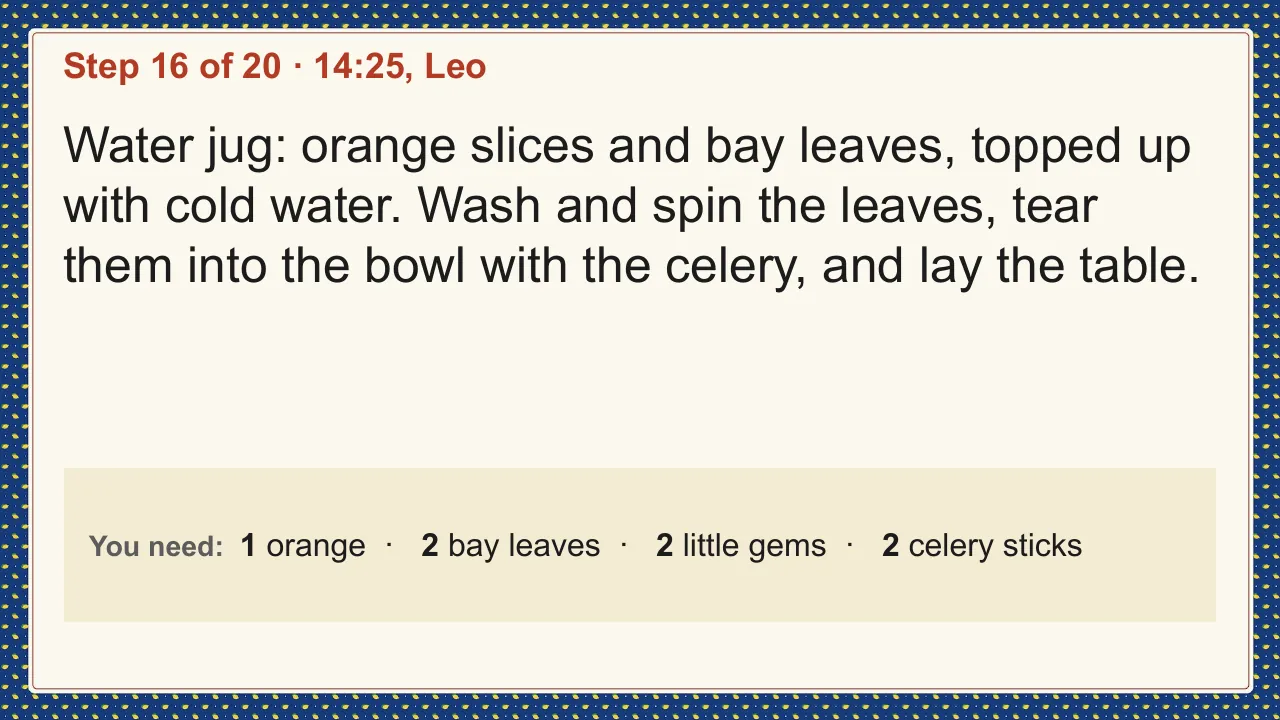 Step 16 of 20 · 14:25, Leo
Water jug: orange slices and bay leaves, topped up
with cold water. Wash and spin the leaves, tear
them into the bowl with the celery, and lay the table.
You need: 1 orange · 2 bay leaves · 2 little gems · 2 celery sticks